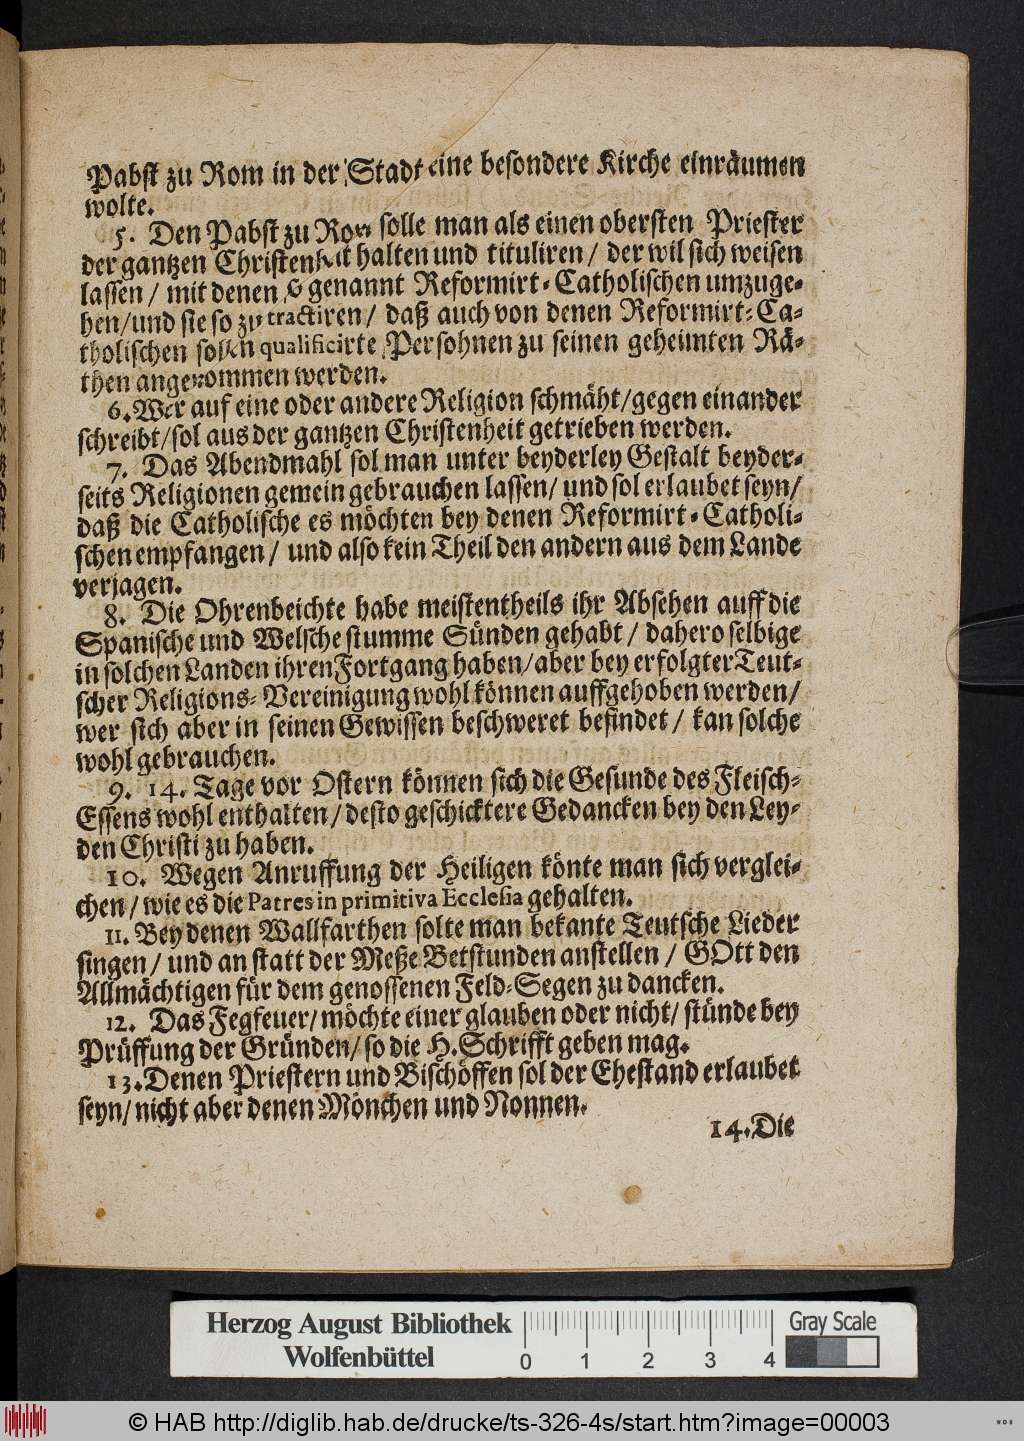 Pabst zu Rom in der Stadt eine besondere Kirche einräumen
wolte.
5. Den Pabst zu Rom solle man als einen obersten Priester
der gantzen Christenheit halten und tituliren / der wil sich weisen
lassen / mit denen so genannt Reformirt-Catholischen umzuge-
hen/und sie so zu tractiren / daß auch von denen Reformirt-Ca-
tholischen sollen qualificirte Persohnen zu seinen geheimten Rä-
then angenommen werden.
6. Wer auf eine oder andere Religion schmäht/gegen einander
schreibt/sol aus der gantzen Christenheit getrieben werden.
7. Das Abendmahl sol man unter beyderley Gestalt beyder-
seits Religionen gemein gebrauchen lassen/ und sol erlaubet seyn/
daß die Catholische es möchten bey denen Reformirt-Catholi-
schen empfangen / und also kein Theil den andern aus dem Lande
verjagen.
8. Die Ohrenbeichte habe meistentheils ihr Absehen auff die
Spanische und Welsche stumme Sünden gehabt / dahero selbige
in solchen Landen ihren Fortgang haben/aber bey erfolgter Teut-
scher Religions-Vereinigung wohl können auffgehoben werden/
wer sich aber in seinen Gewissen beschweret befindet / kan solche
wohl gebrauchen.
9. 14. Tage vor Ostern können sich die Gesunde des Fleisch-
Essens wohl enthalten / desto geschicktere Gedancken bey den Ley-
den Christi zu haben.
10. Wegen Anruffung der Heiligen könte man sich verglei-
chen / wie es die Patres in primitiva Ecclesia gehalten.
11. Bey denen Wallfarthen solte man bekante Teutsche Lieder
singen / und an statt der Meße Betstunden anstellen / GOtt den
Allmächtigen für dem genossenen Feld-Segen zu dancken.
12. Das Fegfeuer/ möchte einer glauben oder nicht/ stünde bey
Prüffung der Gründen/ so die H. Schrifft geben mag.
13. Denen Priestern und Bischöffen sol der Ehestand erlaubet
seyn/ nicht aber denen Mönchen und Nonnen.
14. Die
Herzog August Bibliothek
Wolfenbüttel
0 1 2 3 4
Gray Scale
© HAB http://diglib.hab.de/drucke/ts-326-4s/start.htm?image=00003